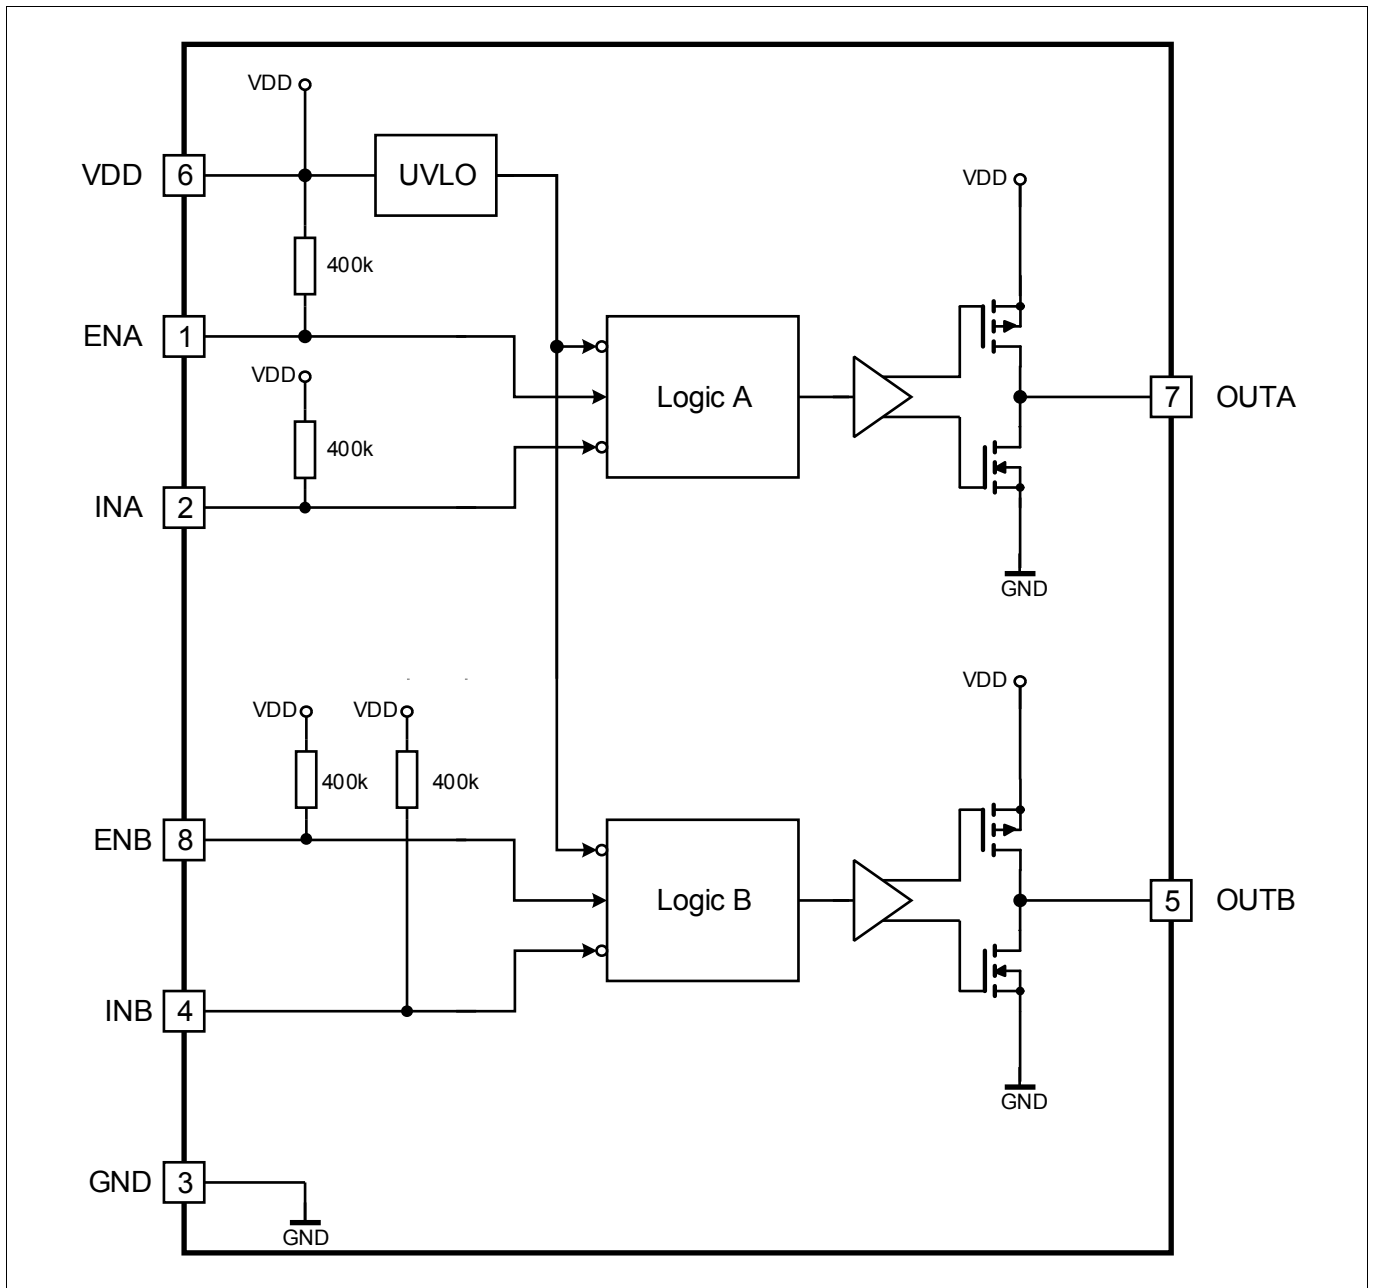 VDD
VDD 6 UVLO
VDD
400k
ENA 1
VDD
Logic A
7 OUTA
400k
INA 2
GND
VDD
VDD VDD
400k 400k
ENB 8
Logic B
5 OUTB
INB 4
GND
GND 3
GND